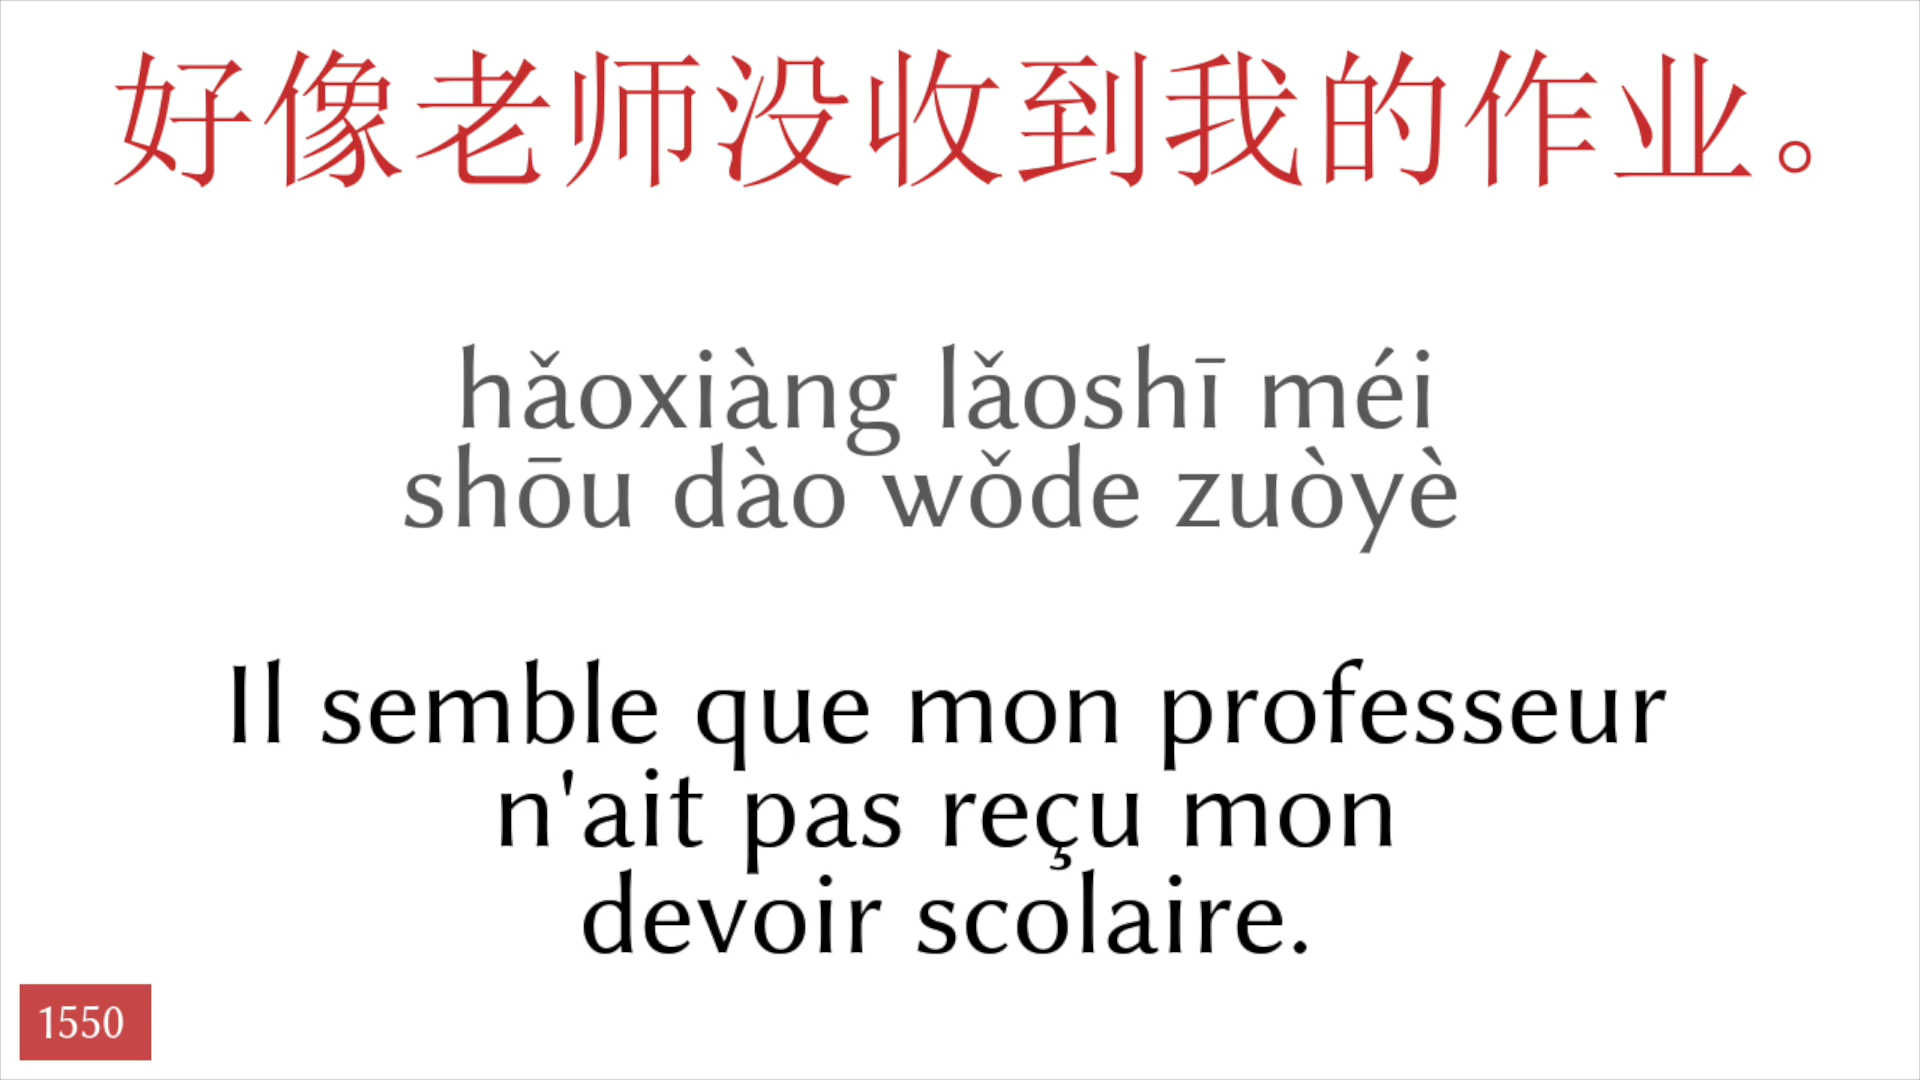 好像老师没收到我的作业。
hǎoxiàng lǎoshī méi
shōu dào wǒde zuòyè
Il semble que mon professeur
n'ait pas reçu mon
devoir scolaire.
1550